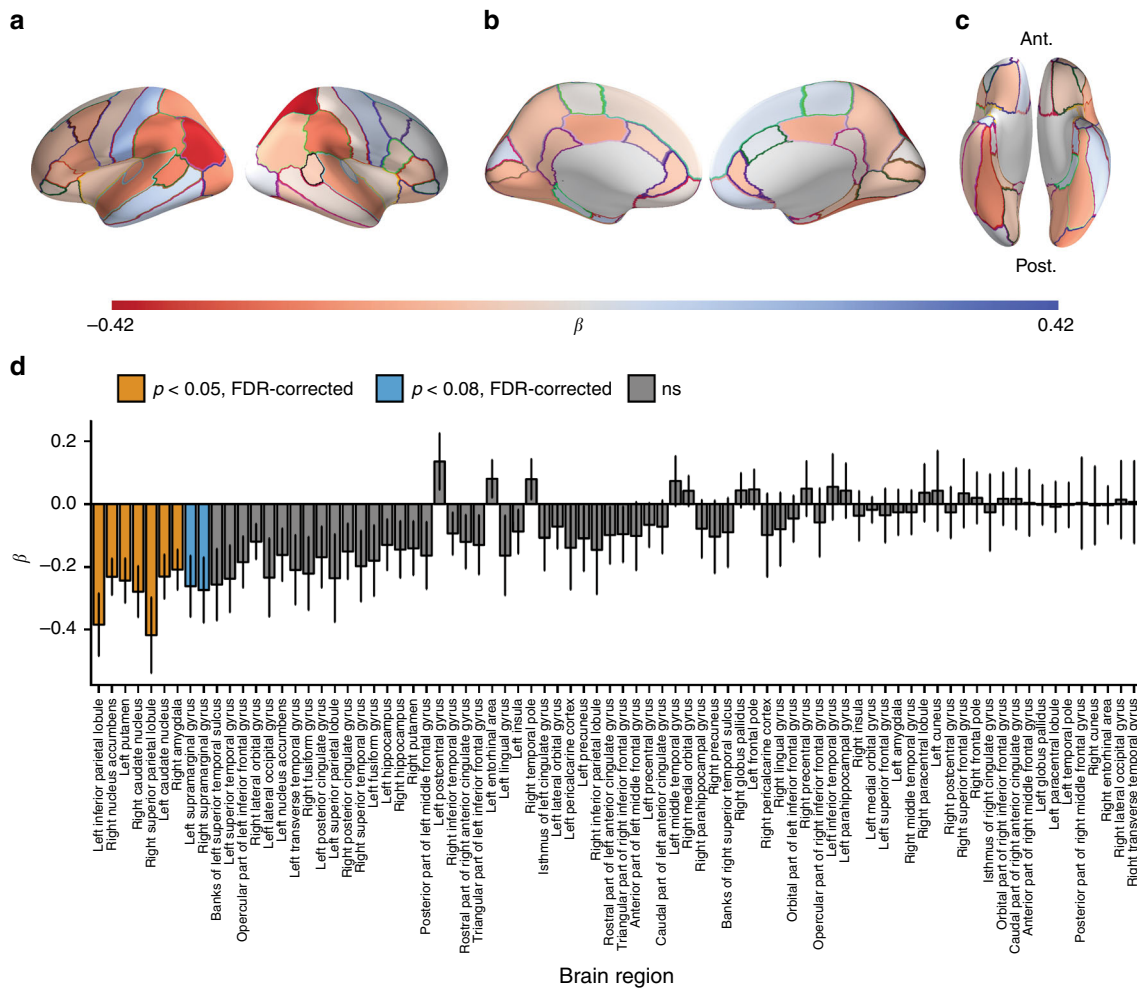 a
b
c
Ant.
Post.
−0.42
β
0.42
d
p < 0.05, FDR-corrected
p < 0.08, FDR-corrected
ns
0.2
0.0
−0.2
−0.4
β
Left inferior parietal lobule
Right nucleus accumbens
Left putamen
Right caudate nucleus
Right superior parietal lobule
Left caudate nucleus
Right amygdala
Left supramarginal gyrus
Right supramarginal gyrus
Banks of left superior temporal sulcus
Left superior temporal gyrus
Opercular part of left inferior frontal gyrus
Right lateral orbital gyrus
Left lateral occipital gyrus
Left nucleus accumbens
Left transverse temporal gyrus
Right fusiform gyrus
Left posterior cingulate gyrus
Left superior parietal lobule
Right posterior cingulate gyrus
Right superior temporal gyrus
Left fusiform gyrus
Left hippocampus
Right hippocampus
Right putamen
Posterior part of left middle frontal gyrus
Left postcentral gyrus
Right inferior temporal gyrus
Rostral part of right anterior cingulate gyrus
Triangular part of left inferior frontal gyrus
Left entorhinal area
Left lingua gyrus
Left insula
Right temporal pole
Isthmus of left cingulate gyrus
Left lateral orbital gyrus
Left pericalcarine cortex
Left precuneus
Right inferior parietal lobule
Rostral part of left anterior cingulate gyrus
Triangular part of right inferior frontal gyrus
Anterior part of left middle frontal gyrus
Left precentral gyrus
Caudal part of left anterior cingulate gyrus
Left middle temporal gyrus
Right medial orbital gyrus
Right parahippocampal gyrus
Right precuneus
Banks of right superior temporal sulcus
Right globus pallidus
Left frontal pole
Right pericalcarine cortex
Right lingual gyrus
Orbital part of left inferior frontal gyrus
Right precentral gyrus
Opercular part of right inferior frontal gyrus
Left inferior temporal gyrus
Left parahippocampal gyrus
Right insula
Left medial orbital gyrus
Left superior frontal gyrus
Left amygdala
Right middle temporal gyrus
Right paracentral lobule
Left cuneus
Right postcentral gyrus
Right superior frontal gyrus
Right frontal pole
Isthmus of right cingulate gyrus
Orbital part of right inferior frontal gyrus
Caudal part of right anterior cingulate gyrus
Anterior part of right middle frontal gyrus
Left globus pallidus
Left paracentral lobule
Left temporal pole
Posterior part of right middle frontal gyrus
Right cuneus
Right entorhinal area
Right lateral occipital gyrus
Right transverse temporal gyrus
Brain region